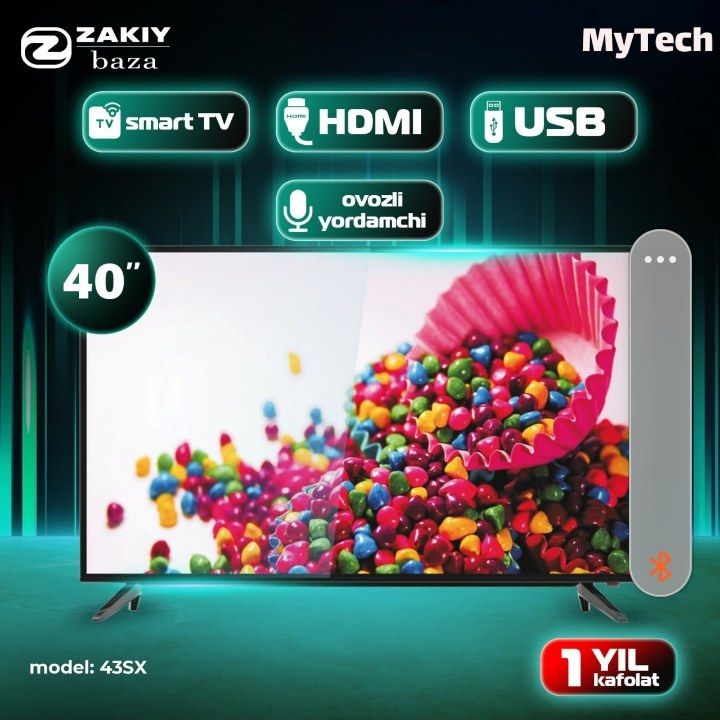 ZAKIY
baza
MyTech
TV smart TV
HDMI HDMI
USB
ovozli
yordamchi
40"
model: 43SX
1 YIL
kafolat